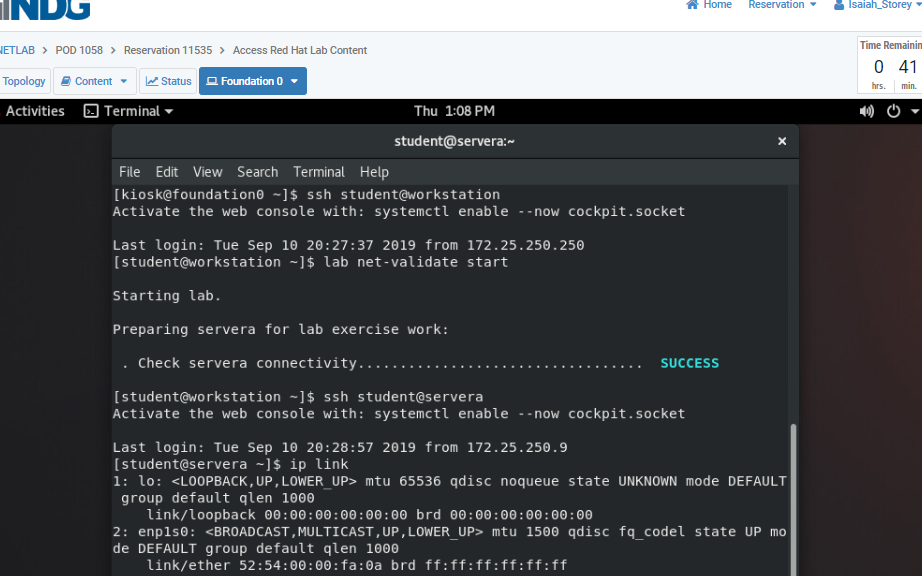 NDG
Home Reservation Isaiah_Storey
NETLAB > POD 1058 > Reservation 11535 > Access Red Hat Lab Content
Time Remainin
Topology Content Status Foundation 0
0 41
hrs. min.
Activities Terminal Thu 1:08 PM
student@servera:~ ×
File Edit View Search Terminal Help
[kiosk@foundation0 ~]$ ssh student@workstation
Activate the web console with: systemctl enable --now cockpit.socket
Last login: Tue Sep 10 20:27:37 2019 from 172.25.250.250
[student@workstation ~]$ lab net-validate start
Starting lab.
Preparing servera for lab exercise work:
. Check servera connectivity.................................. SUCCESS
[student@workstation ~]$ ssh student@servera
Activate the web console with: systemctl enable --now cockpit.socket
Last login: Tue Sep 10 20:28:57 2019 from 172.25.250.9
[student@servera ~]$ ip link
1: lo: <LOOPBACK,UP,LOWER_UP> mtu 65536 qdisc noqueue state UNKNOWN mode DEFAULT
group default qlen 1000
link/loopback 00:00:00:00:00:00 brd 00:00:00:00:00:00
2: enp1s0: <BROADCAST,MULTICAST,UP,LOWER_UP> mtu 1500 qdisc fq_codel state UP mo
de DEFAULT group default qlen 1000
link/ether 52:54:00:00:fa:0a brd ff:ff:ff:ff:ff:ff